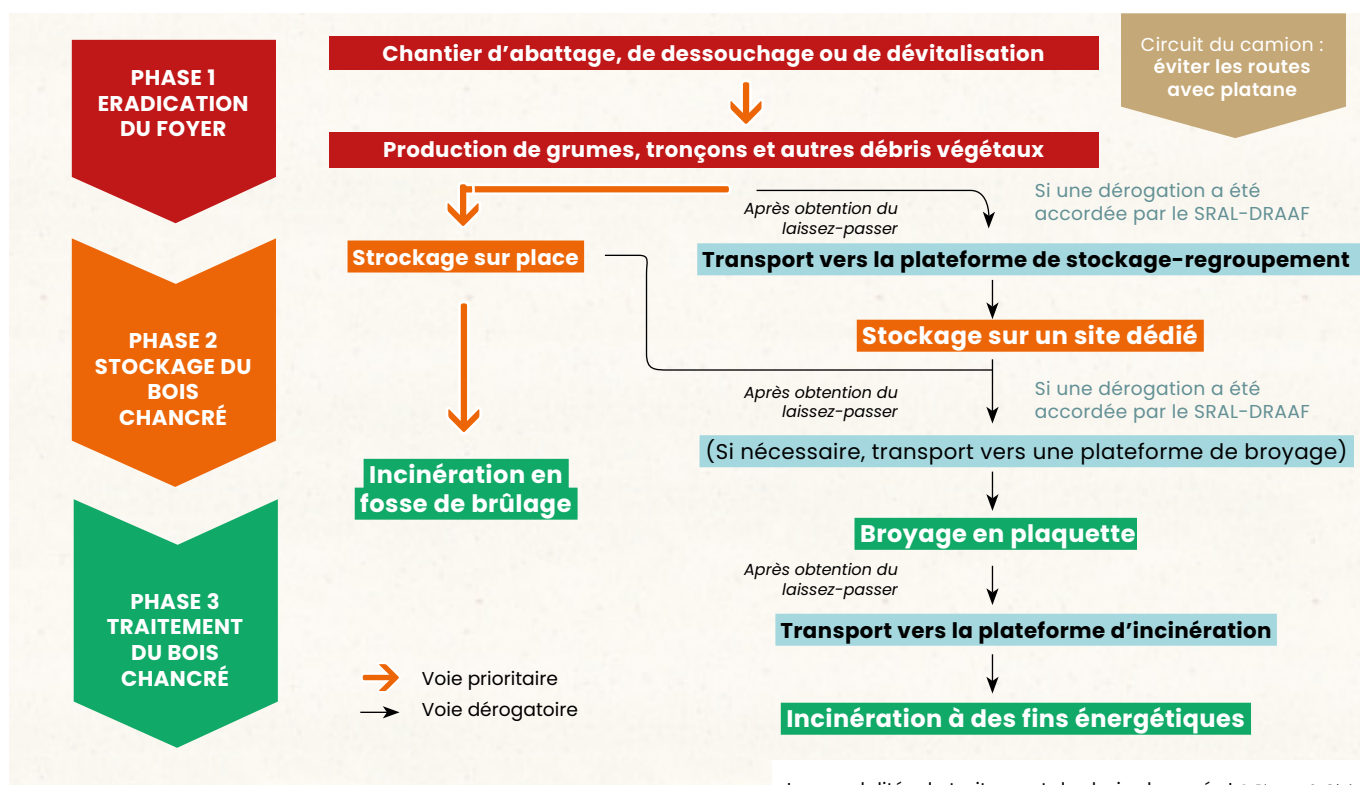 PHASE 1
ERADICATION
DU FOYER
Chantier d'abattage, de dessouchage ou de dévitalisation
Circuit du camion :
éviter les routes
avec platane
Production de grumes, tronçons et autres débris végétaux
Après obtention du
laissez-passer
Si une dérogation a été
accordée par le SRAL-DRAAF
PHASE 2
STOCKAGE DU
BOIS
CHANCRÉ
Strockage sur place
Transport vers la plateforme de stockage-regroupement
Stockage sur un site dédié
Après obtention du
laissez-passer
Si une dérogation a été
accordée par le SRAL-DRAAF
(Si nécessaire, transport vers une plateforme de broyage)
Incinération en
fosse de brûlage
PHASE 3
TRAITEMENT
DU BOIS
CHANCRÉ
Broyage en plaquette
Après obtention du
laissez-passer
Transport vers la plateforme d'incinération
Incinération à des fins énergétiques
Voie prioritaire
Voie dérogatoire